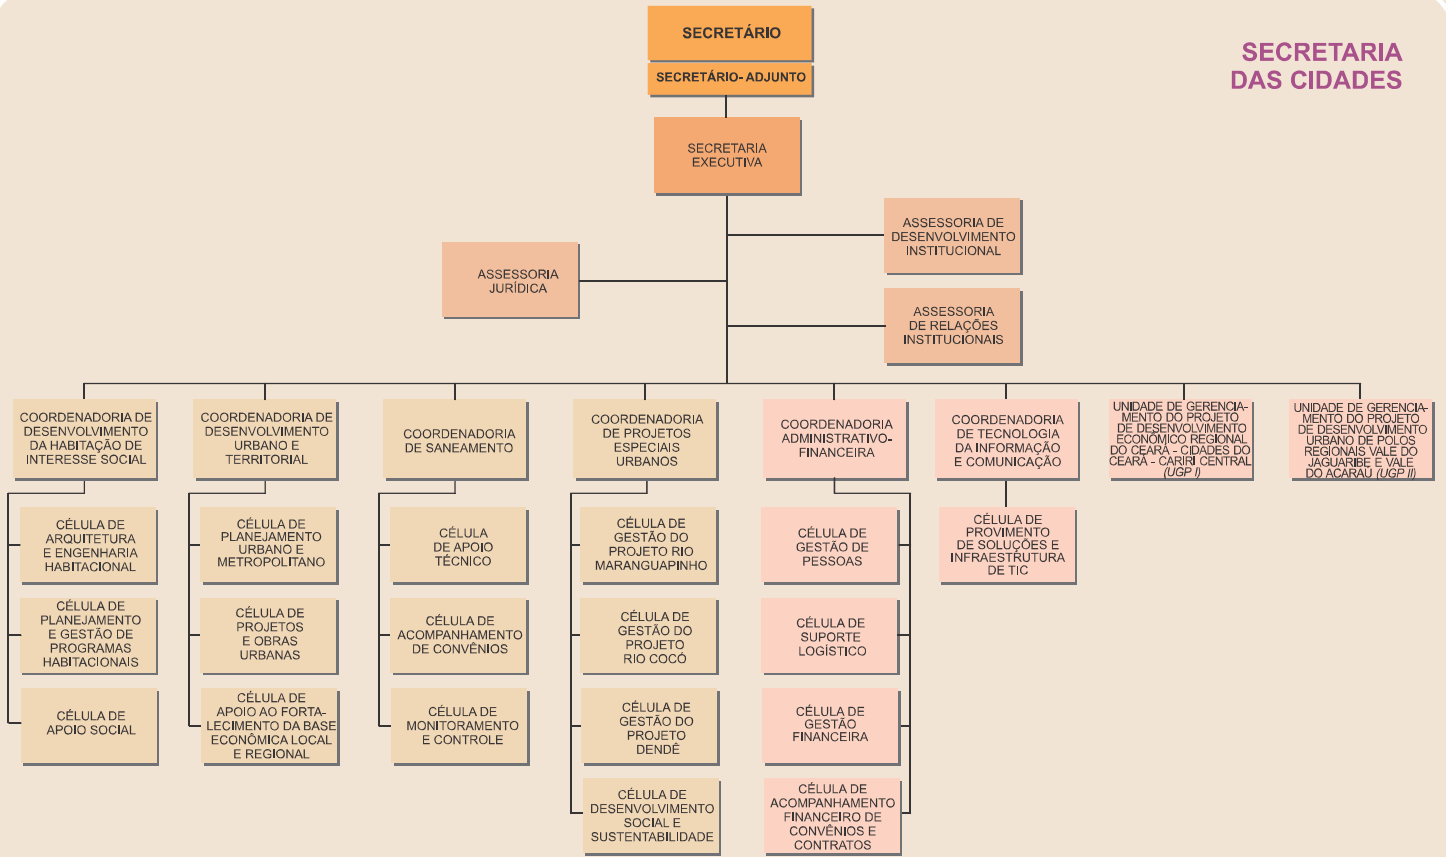 SECRETÁRIO
SECRETÁRIO- ADJUNTO
SECRETARIA
DAS CIDADES
SECRETARIA
EXECUTIVA
ASSESSORIA DE
DESENVOLVIMENTO
INSTITUCIONAL
ASSESSORIA
JURÍDICA
ASSESSORIA
DE RELAÇÕES
INSTITUCIONAIS
COORDENADORIA DE
DESENVOLVIMENTO
DA HABITAÇÃO DE
INTERESSE SOCIAL
COORDENADORIA DE
DESENVOLVIMENTO
URBANO E
TERRITORIAL
COORDENADORIA
DE SANEAMENTO
COORDENADORIA
DE PROJETOS
ESPECIAIS
URBANOS
COORDENADORIA
ADMINISTRATIVO-
FINANCEIRA
COORDENADORIA
DE TECNOLOGIA
DA INFORMAÇÃO
E COMUNICAÇÃO
UNIDADE DE GERENCIA-
MENTO DO PROJETO
DE DESENVOLVIMENTO
ECONÔMICO REGIONAL
DO CEARÁ - CIDADES DO
CEARÁ - CARIRI CENTRAL
(UGP I)
UNIDADE DE GERENCIA-
MENTO DO PROJETO
DE DESENVOLVIMENTO
URBANO DE POLOS
REGIONAIS VALE DO
JAGUARIBE E VALE
DO ACARAÚ (UGP II)
CÉLULA DE
ARQUITETURA
E ENGENHARIA
HABITACIONAL
CÉLULA DE
PLANEJAMENTO
E GESTÃO DE
PROGRAMAS
HABITACIONAIS
CÉLULA DE
APOIO SOCIAL
CÉLULA DE
PLANEJAMENTO
URBANO E
METROPOLITANO
CÉLULA DE
PROJETOS
E OBRAS
URBANAS
CÉLULA DE
APOIO AO FORTA-
LECIMENTO DA BASE
ECONÔMICA LOCAL
E REGIONAL
CÉLULA
DE APOIO
TÉCNICO
CÉLULA DE
ACOMPANHAMENTO
DE CONVÊNIOS
CÉLULA DE
MONITORAMENTO
E CONTROLE
CÉLULA DE
GESTÃO DO
PROJETO RIO
MARANGUAPINHO
CÉLULA DE
GESTÃO DO
PROJETO
RIO COCÓ
CÉLULA DE
GESTÃO DO
PROJETO
DENDÊ
CÉLULA DE
DESENVOLVIMENTO
SOCIAL E
SUSTENTABILIDADE
CÉLULA DE
GESTÃO DE
PESSOAS
CÉLULA DE
SUPORTE
LOGÍSTICO
CÉLULA DE
GESTÃO
FINANCEIRA
CÉLULA DE
ACOMPANHAMENTO
FINANCEIRO DE
CONVÊNIOS E
CONTRATOS
CÉLULA DE
PROVIMENTO
DE SOLUÇÕES E
INFRAESTRUTURA
DE TIC